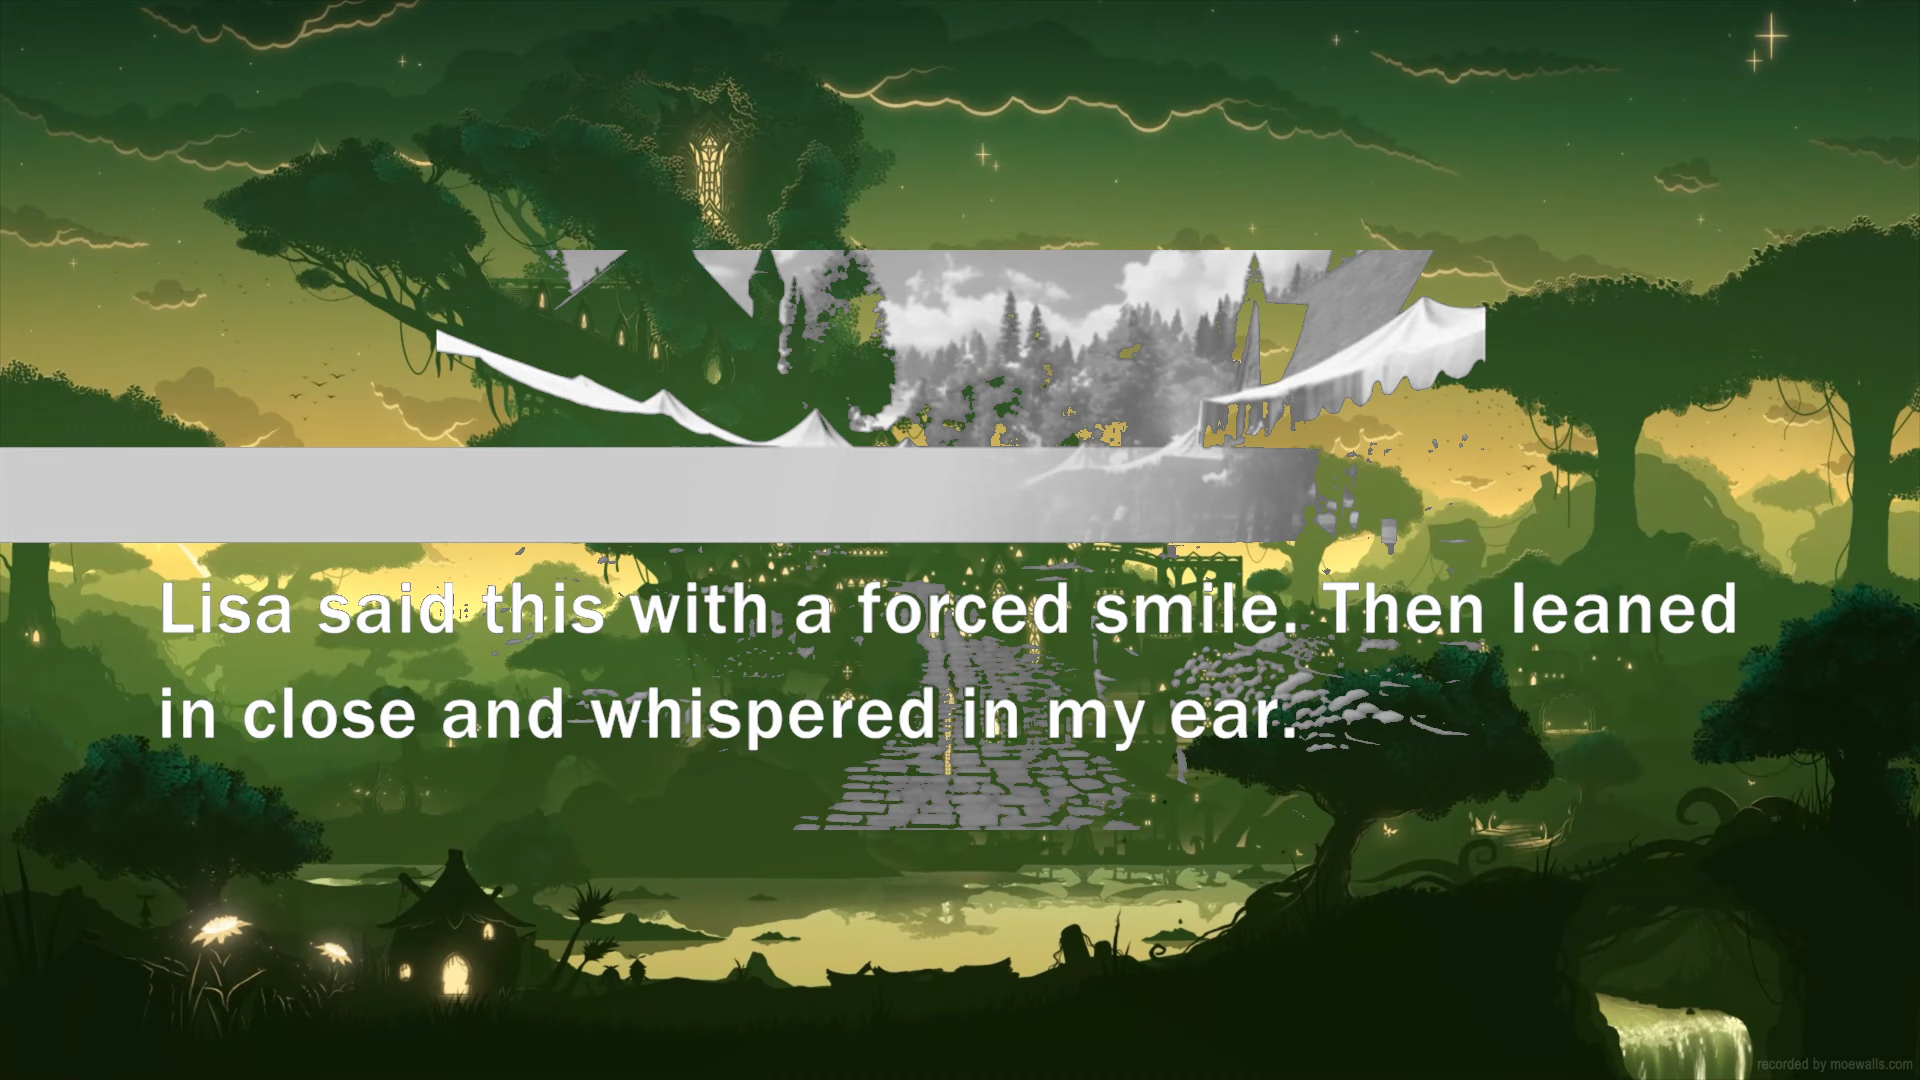 Lisa said this with a forced smile. Then leaned
in close and whispered in my ear.
recorded by moewalls.com